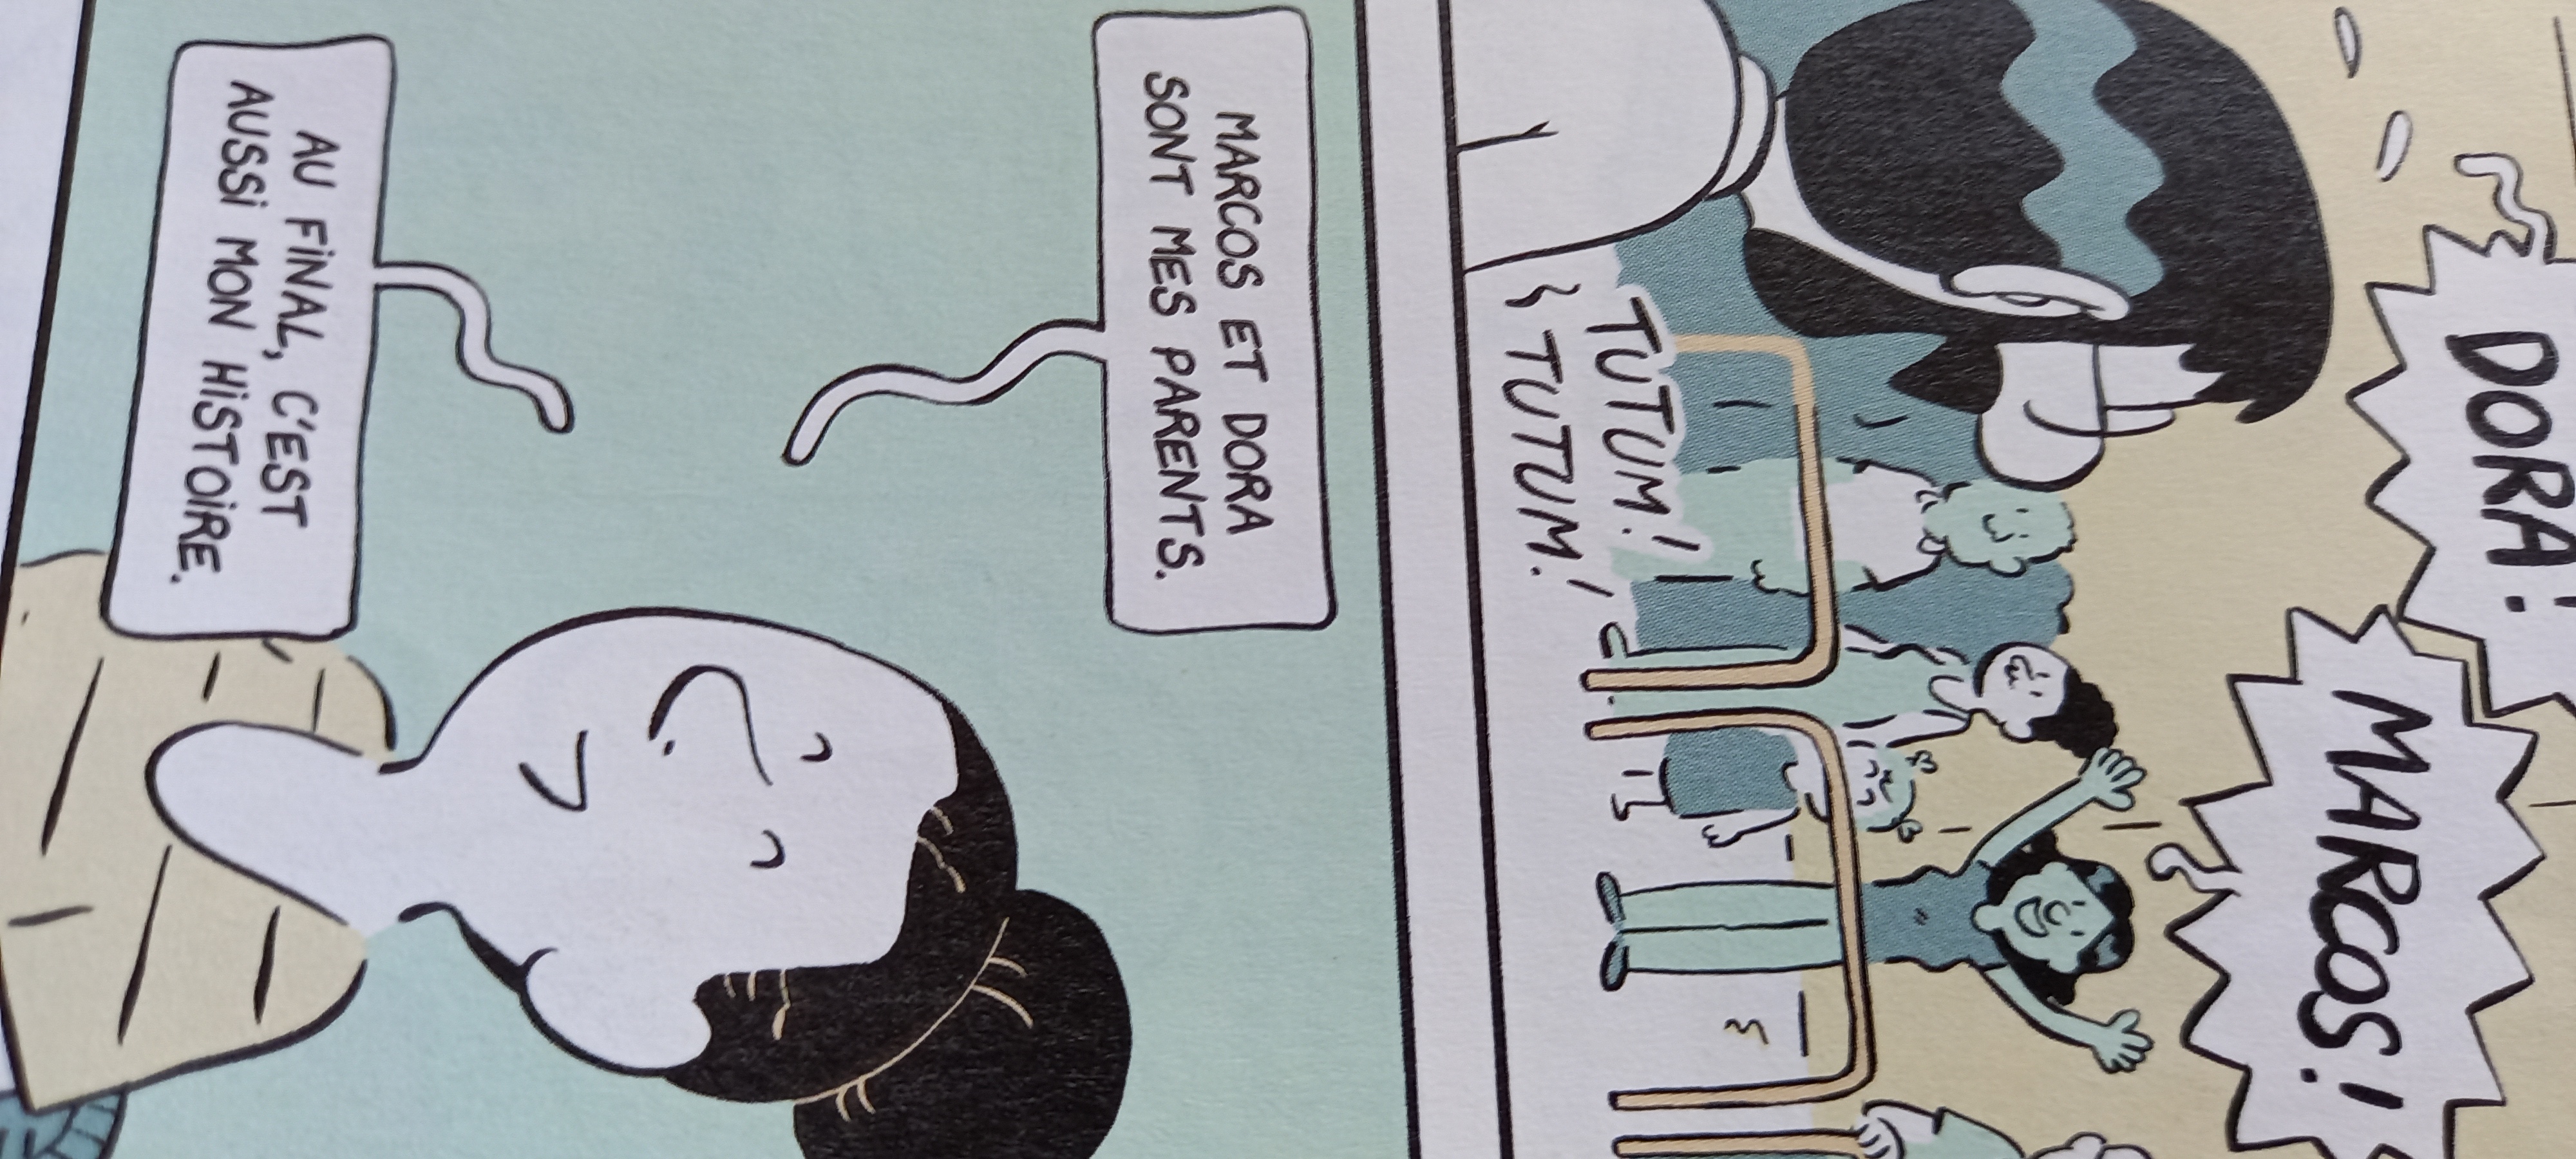 DORA!
MARCOS!
TUTUM!
TUTUM!
MARCOS ET DORA
SONT MES PARENTS.
AU FINAL, C'EST
AUSSI MON HISTOIRE.